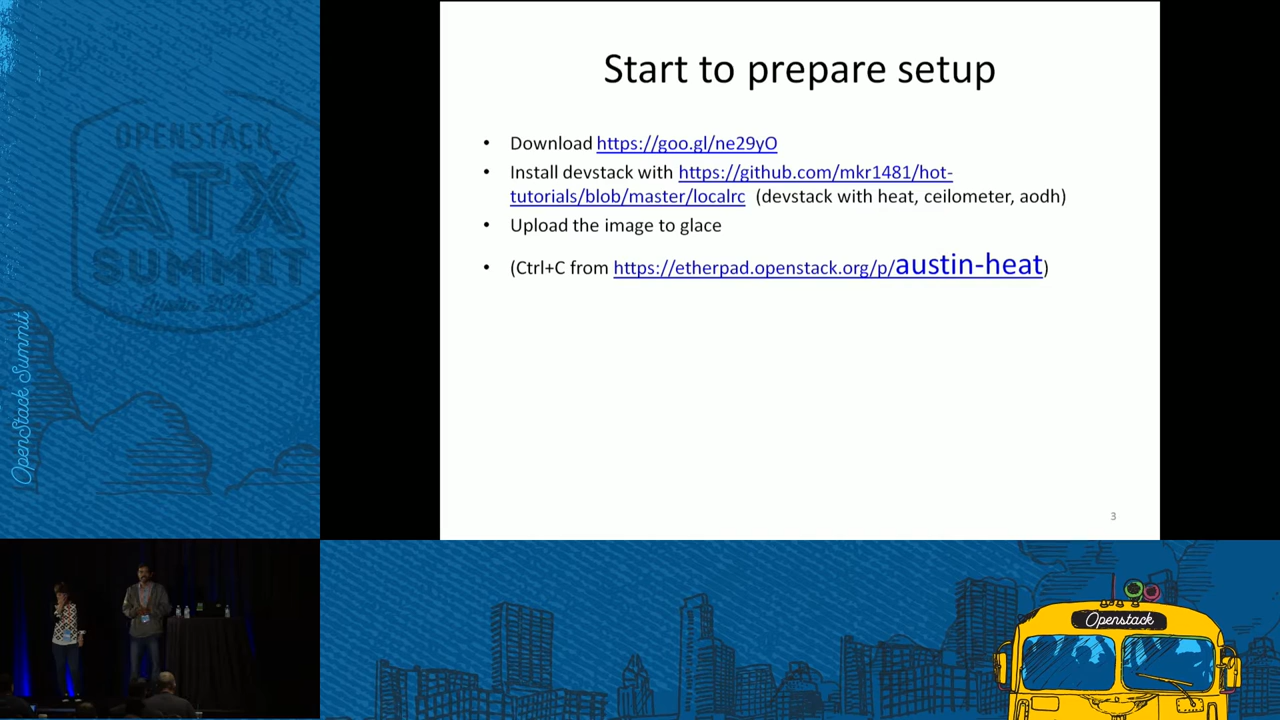 OPENSTACK
ATX
SUMMIT
Austin 2016
OpenStack Summit
Start to prepare setup
• Download https://goo.gl/ne29yO
• Install devstack with https://github.com/mkr1481/hot-
tutorials/blob/master/localrc (devstack with heat, ceilometer, aodh)
• Upload the image to glace
• (Ctrl+C from https://etherpad.openstack.org/p/austin-heat)
3
Openstack